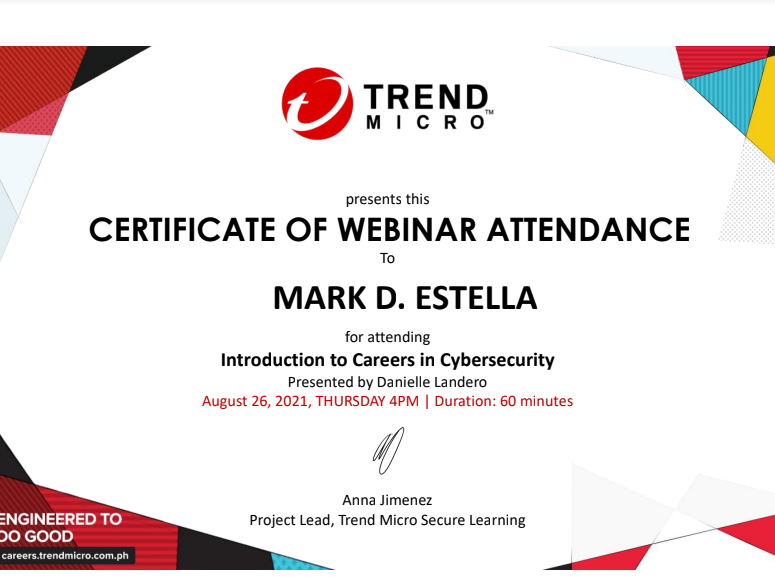 TREND
MICRO™
presents this
CERTIFICATE OF WEBINAR ATTENDANCE
To
MARK D. ESTELLA
for attending
Introduction to Careers in Cybersecurity
Presented by Danielle Landero
August 26, 2021, THURSDAY 4PM | Duration: 60 minutes
Anna Jimenez
Project Lead, Trend Micro Secure Learning
ENGINEERED TO
DO GOOD
careers.trendmicro.com.ph